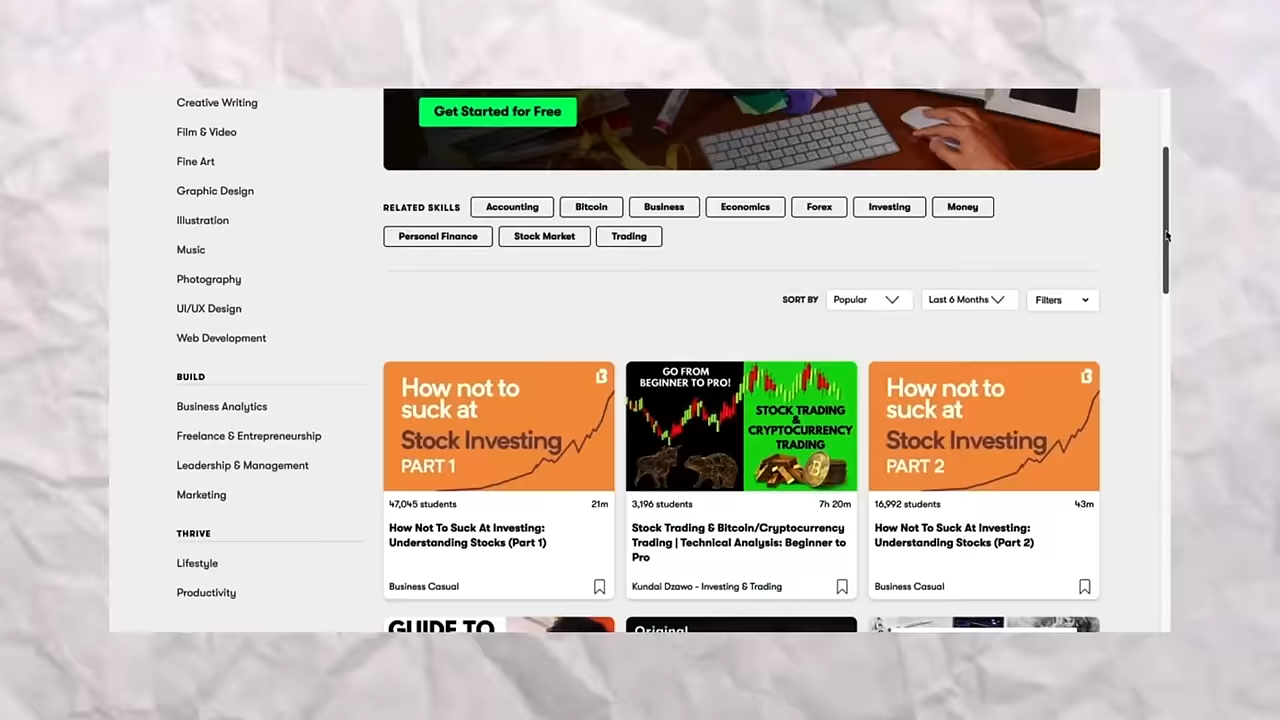 Creative Writing
Film & Video
Fine Art
Graphic Design
Illustration
Music
Photography
UI/UX Design
Web Development
BUILD
Business Analytics
Freelance & Entrepreneurship
Leadership & Management
Marketing
THRIVE
Lifestyle
Productivity
Get Started for Free
RELATED SKILLS Accounting Bitcoin Business Economics Forex Investing Money
Personal Finance Stock Market Trading
SORT BY Popular Last 6 Months Filters
How not to
suck at
Stock Investing
PART 1
47,045 students 21m
How Not To Suck At Investing:
Understanding Stocks (Part 1)
Business Casual
GO FROM
BEGINNER TO PRO!
STOCK TRADING
&
CRYPTOCURRENCY
TRADING
3,196 students 7h 20m
Stock Trading & Bitcoin/Cryptocurrency
Trading | Technical Analysis: Beginner to
Pro
Kundai Dzawo - Investing & Trading
How not to
suck at
Stock Investing
PART 2
16,992 students 43m
How Not To Suck At Investing:
Understanding Stocks (Part 2)
Business Casual
GUIDE TO
Original